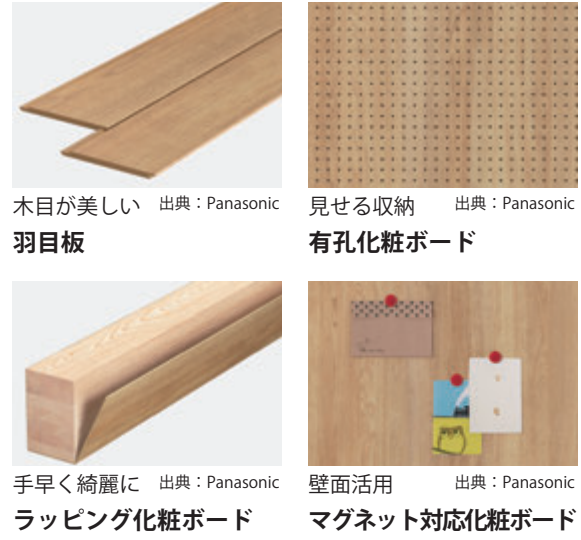 木目が美しい 出典：Panasonic
羽目板
見せる収納 出典：Panasonic
有孔化粧ボード
手早く綺麗に 出典：Panasonic
ラッピング化粧ボード
壁面活用 出典：Panasonic
マグネット対応化粧ボード